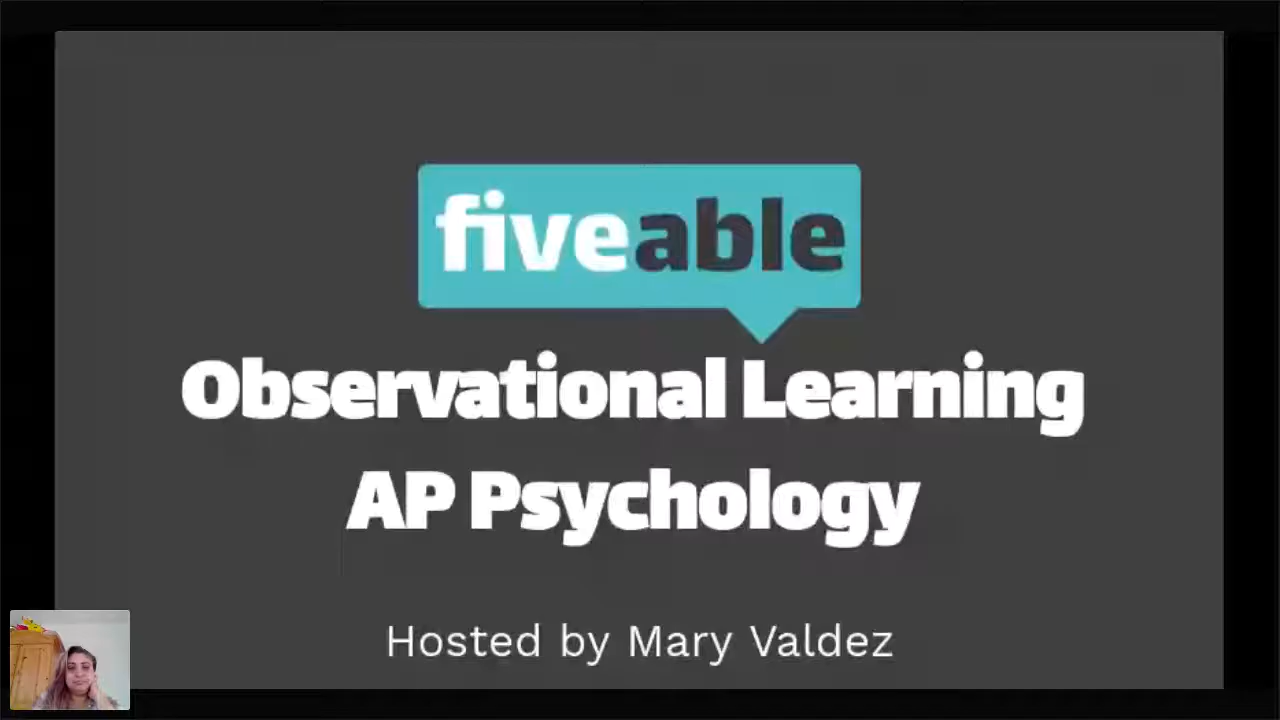 fiveable
Observational Learning
AP Psychology
Hosted by Mary Valdez